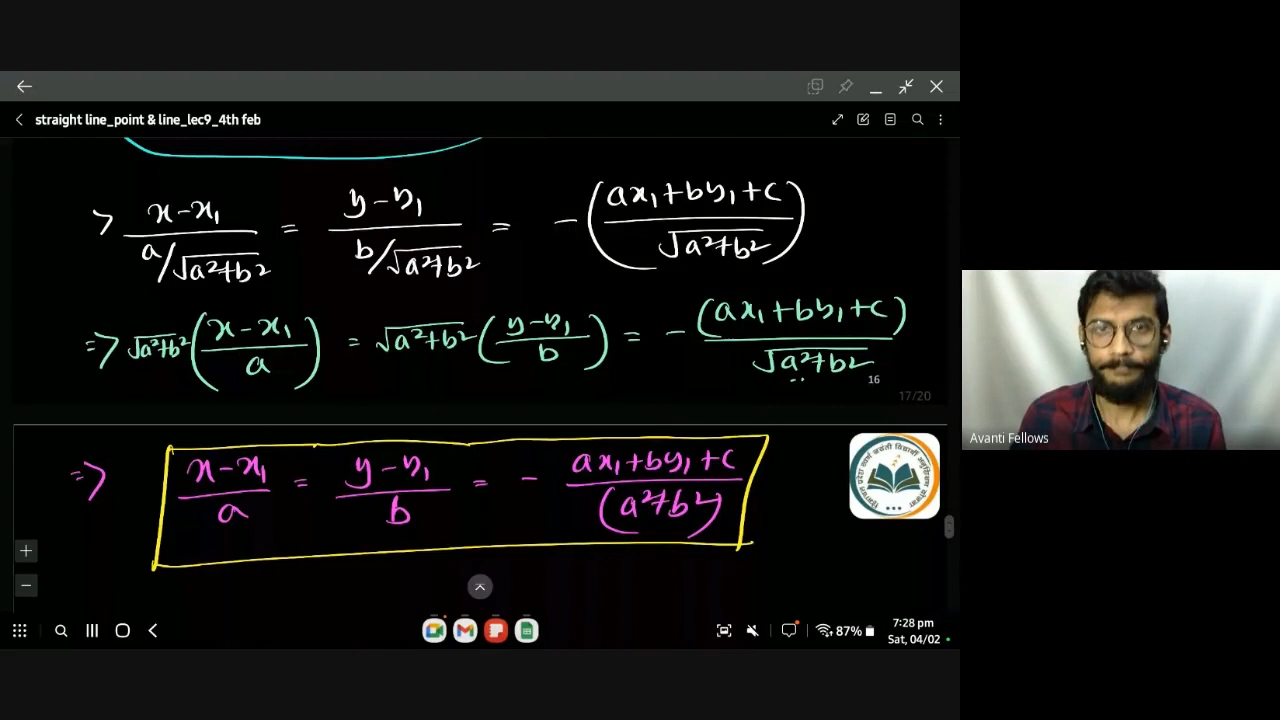 straight line_point & line_lec9_4th feb
> x-x₁ / a/√a²+b² = y-y₁ / b/√a²+b² = -(ax₁+by₁+c / √a²+b²)
=> √a²+b² (x-x₁ / a) = √a²+b² (y-y₁ / b) = -(ax₁+by₁+c) / √a²+b²
16
17/20
=> x-x₁ / a = y-y₁ / b = - ax₁+by₁+c / (a²+b²)
Avanti Fellows
87%
7:28 pm
Sat, 04/02